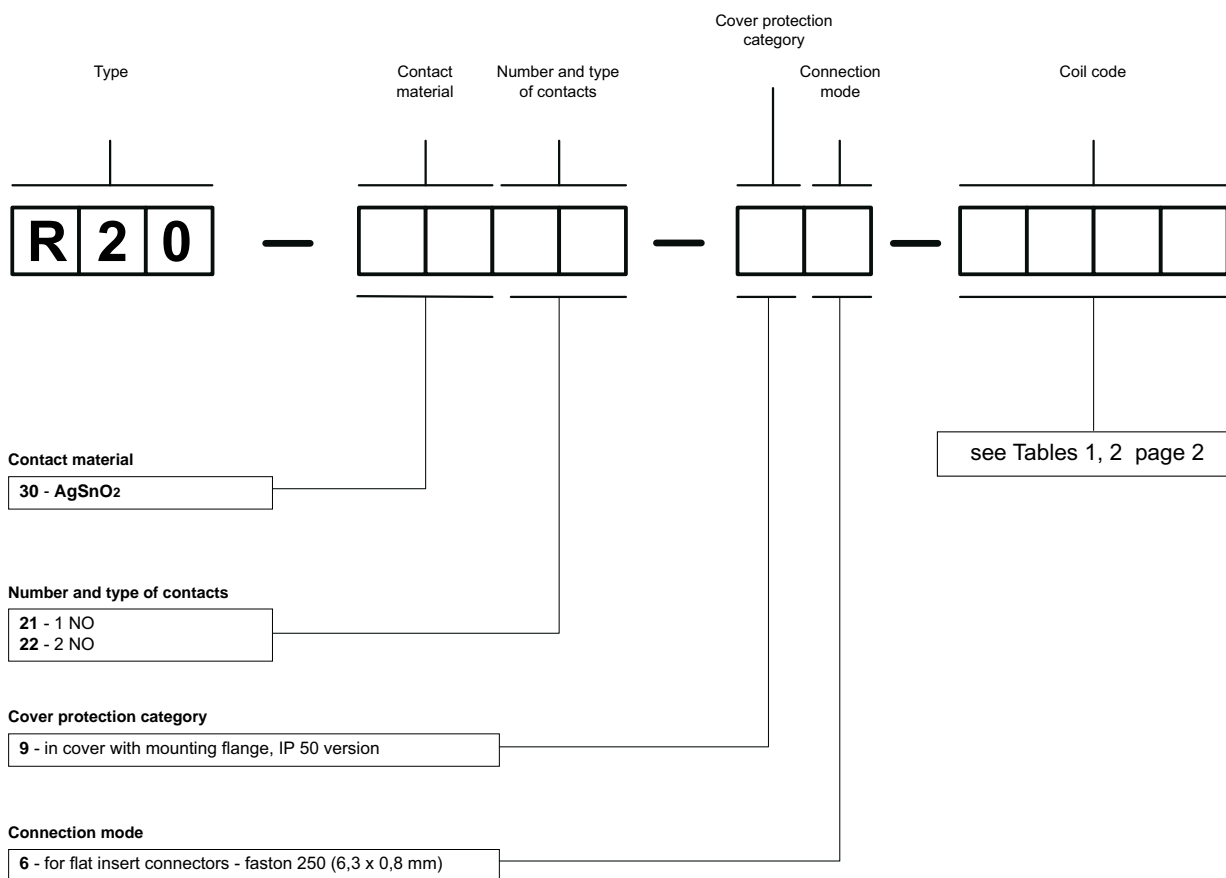 Cover protection
category
Type
Contact
material
Number and type
of contacts
Connection
mode
Coil code
R20 — — —
see Tables 1, 2 page 2
Contact material
30 - AgSnO2
Number and type of contacts
21 - 1 NO
22 - 2 NO
Cover protection category
9 - in cover with mounting flange, IP 50 version
Connection mode
6 - for flat insert connectors - faston 250 (6,3 x 0,8 mm)